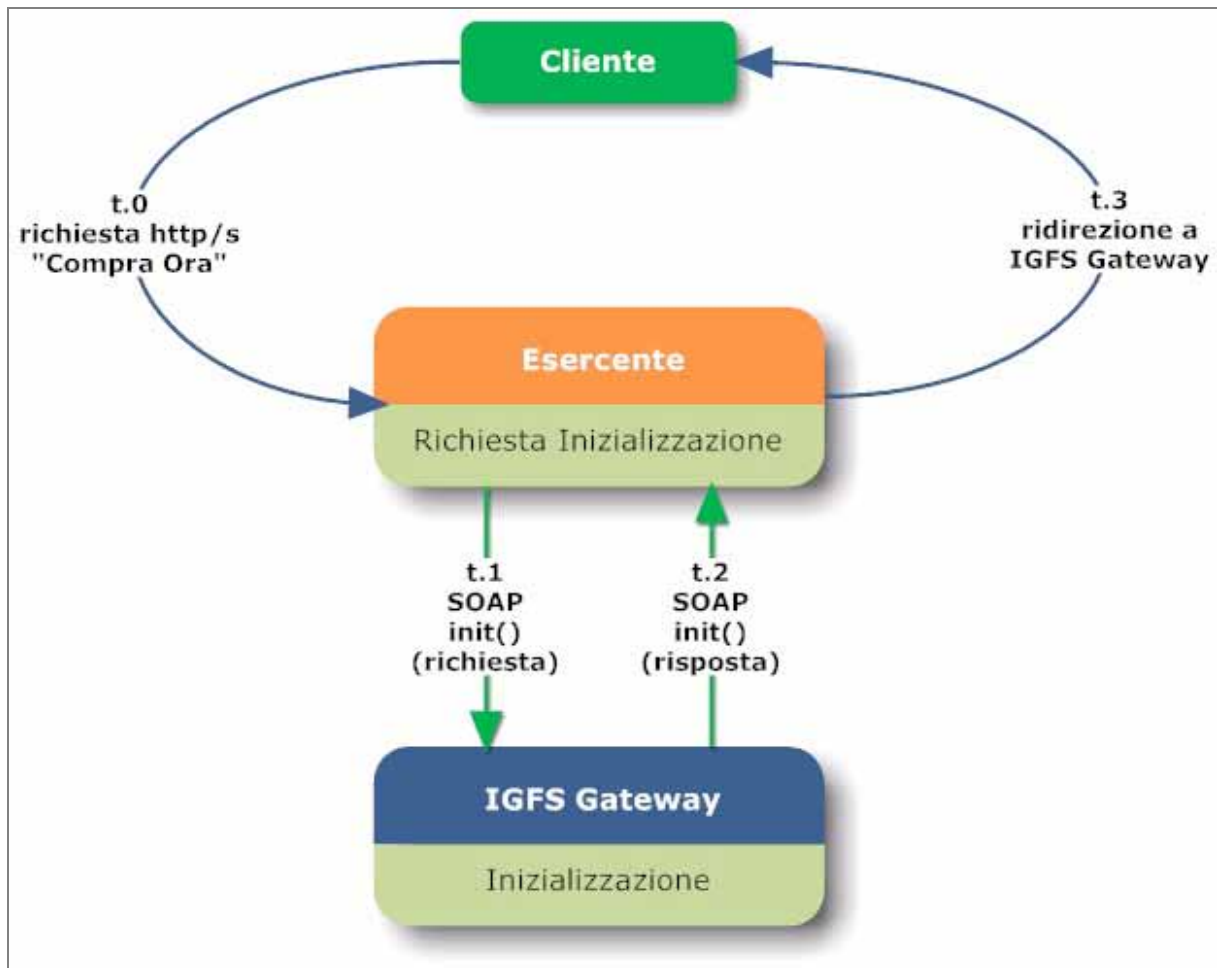 Cliente
t.0
richiesta http/s
"Compra Ora"
t.3
ridirezione a
IGFS Gateway
Esercente
Richiesta Inizializzazione
t.1
SOAP
init()
(richiesta)
t.2
SOAP
init()
(risposta)
IGFS Gateway
Inizializzazione